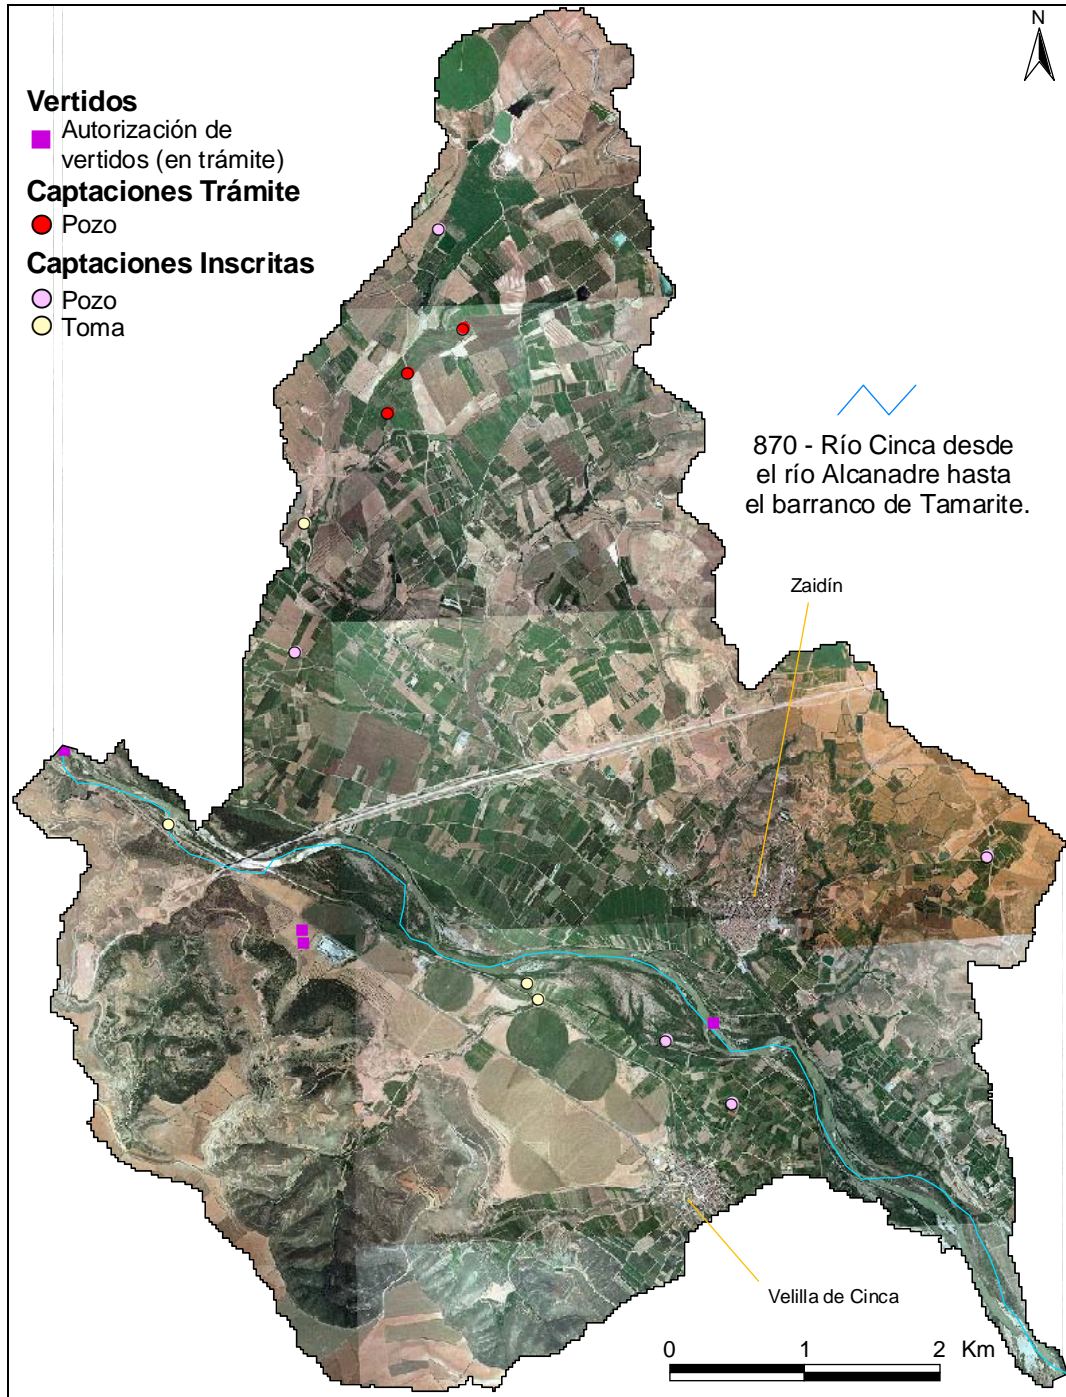 N
Vertidos
Autorización de
vertidos (en trámite)
Captaciones Trámite
Pozo
Captaciones Inscritas
Pozo
Toma
870 - Río Cinca desde
el río Alcanadre hasta
el barranco de Tamarite.
Zaidín
Velilla de Cinca
0 1 2 Km